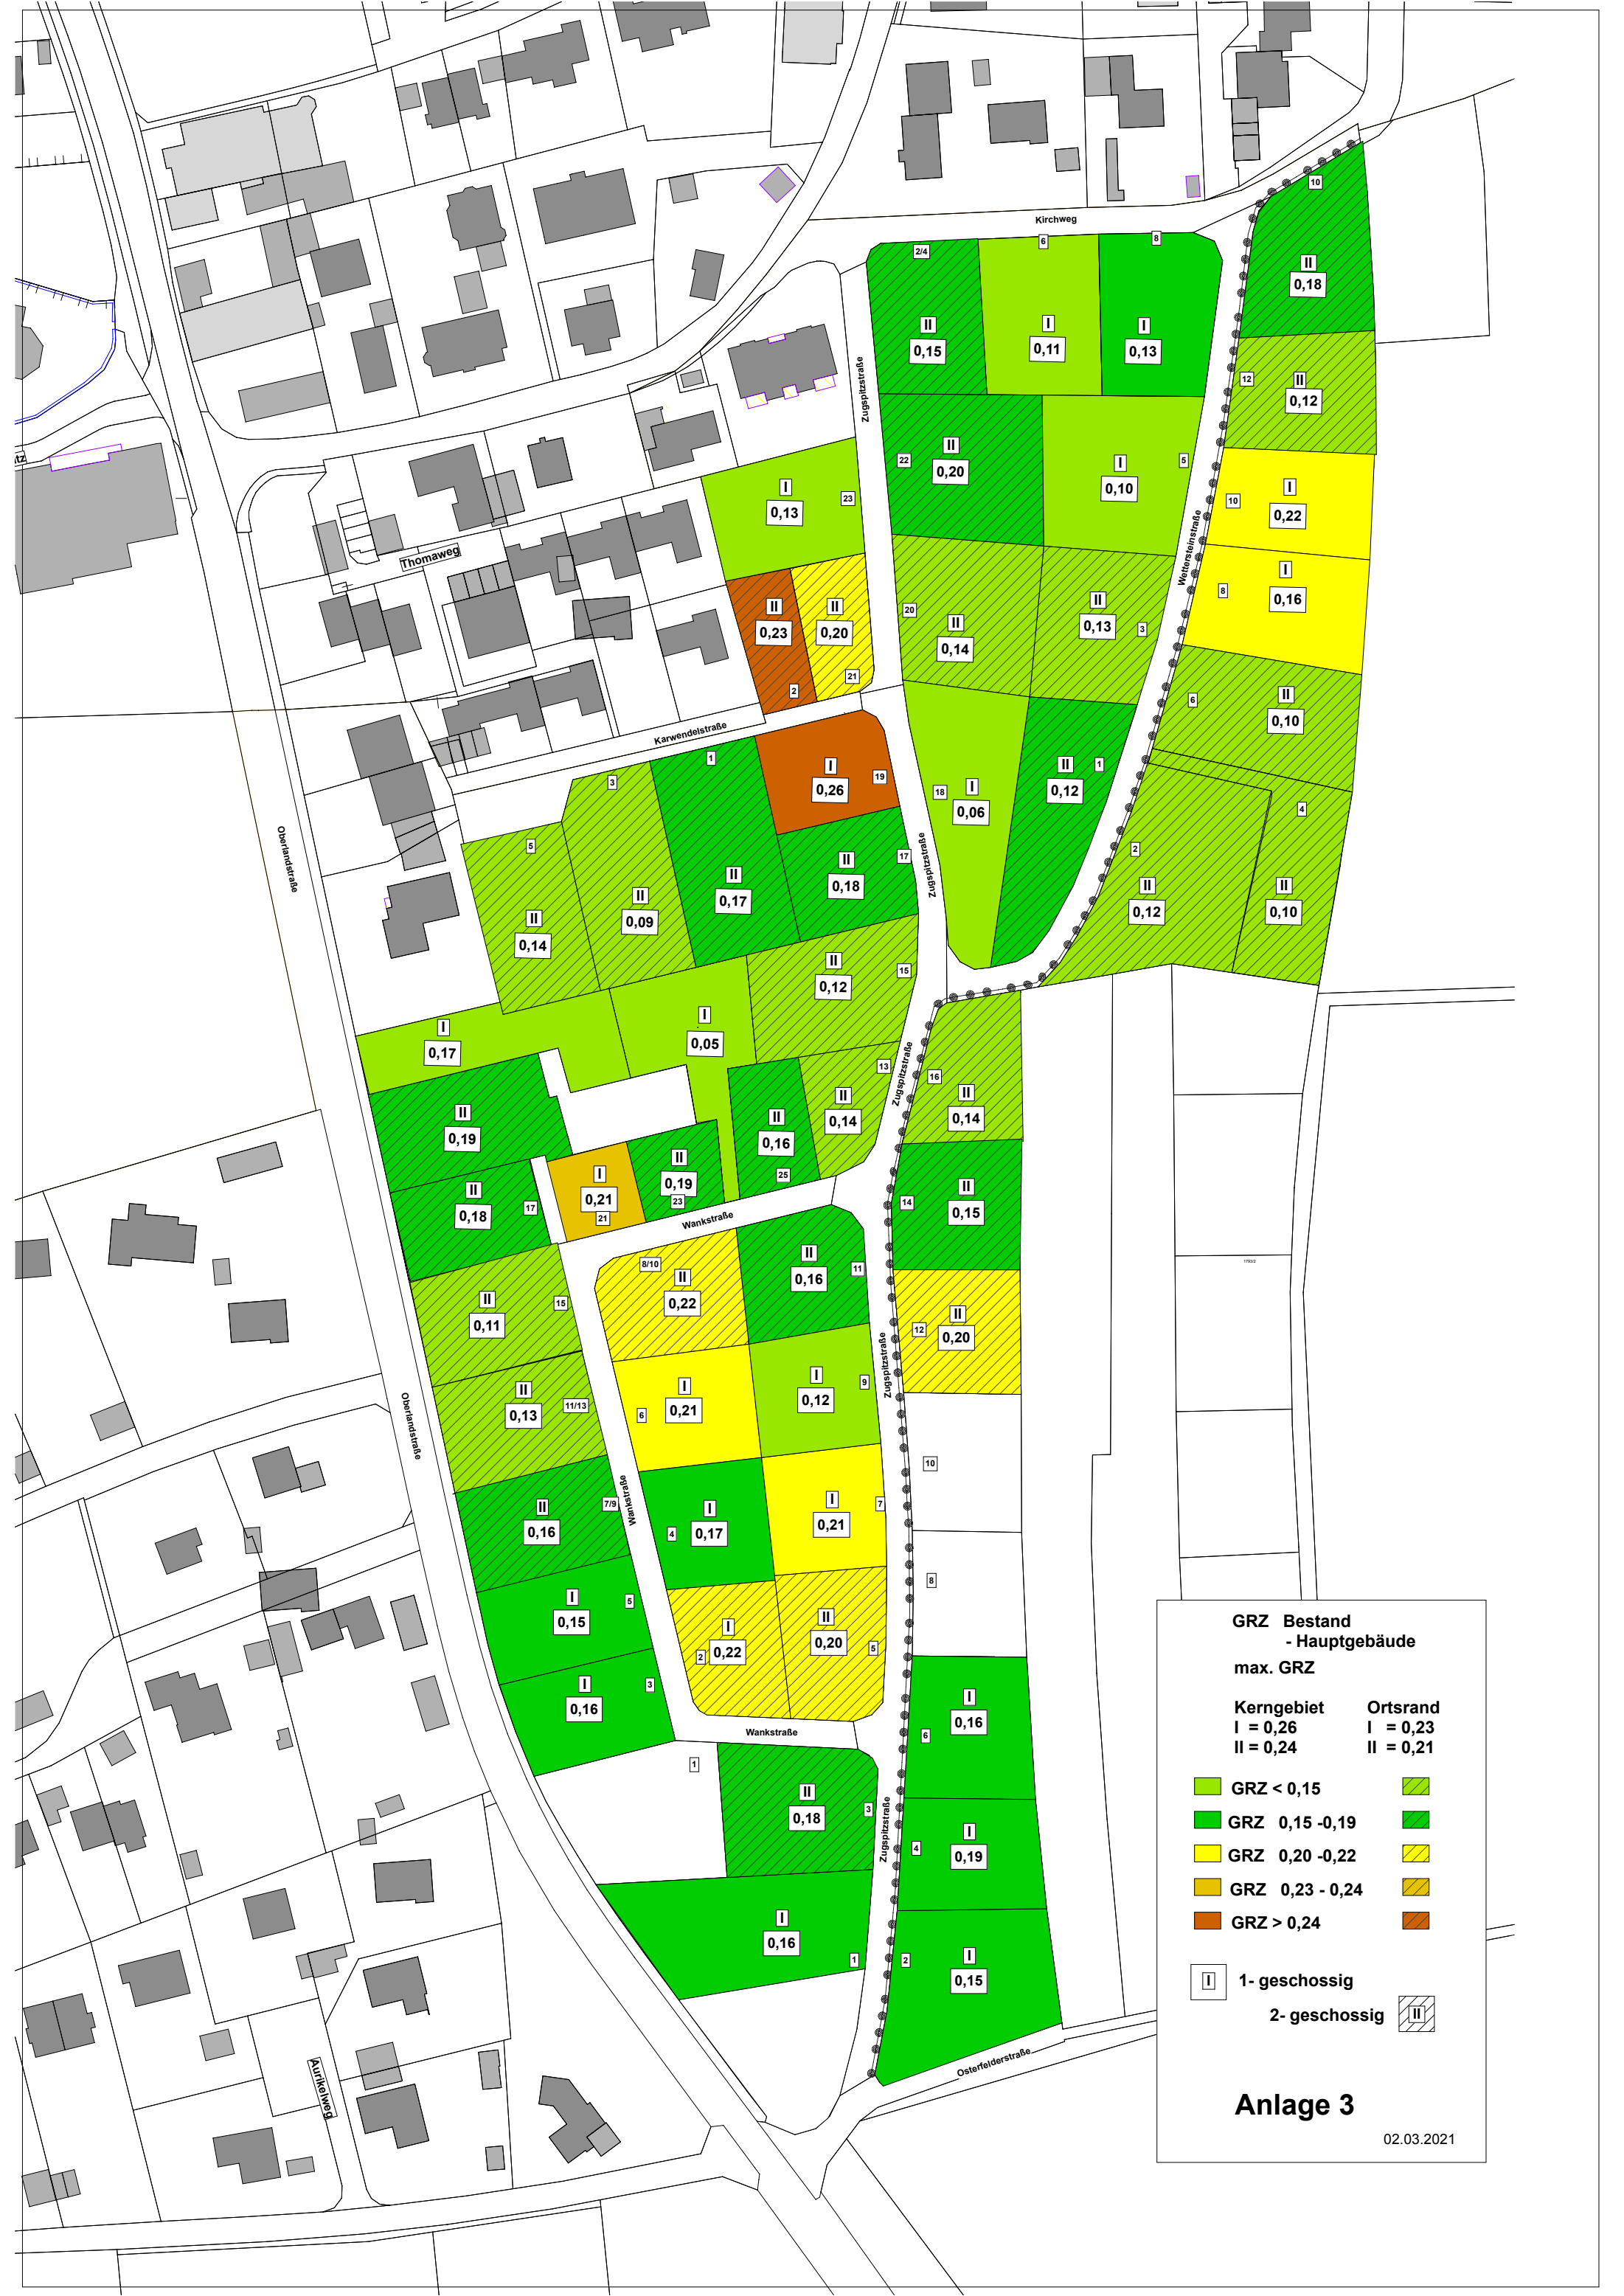 Kirchweg
10
2/4
6
8
II
0,18
II
0,15
I
0,11
I
0,13
Zugspitzstraße
12
II
0,12
22
II
0,20
I
0,10
5
tz
I
0,13
23
10
I
0,22
Wettersteinstraße
Thomaweg
8
I
0,16
II
0,23
2
II
0,20
21
20
II
0,14
II
0,13
3
6
II
0,10
Karwendelstraße
1
3
I
0,26
19
18
I
0,06
II
0,12
1
4
Oberlandstraße
5
17
Zugspitzstraße
2
II
0,14
II
0,09
II
0,17
II
0,18
II
0,12
II
0,10
II
0,12
15
I
0,17
I
0,05
13
Zugspitzstraße
16
II
0,14
II
0,19
II
0,16
25
II
0,14
I
0,21
21
II
0,19
23
II
0,18
17
14
II
0,15
Wankstraße
8/10
II
0,22
II
0,16
11
1793/2
II
0,11
15
12
II
0,20
Zugspitzstraße
II
0,13
11/13
I
0,21
6
I
0,12
9
Oberlandstraße
10
II
0,16
7/9
Wankstraße
4
I
0,17
I
0,21
7
8
I
0,15
5
2
I
0,22
II
0,20
5
I
0,16
3
6
I
0,16
Wankstraße
1
II
0,18
3
Zugspitzstraße
4
I
0,19
I
0,16
1
2
I
0,15
Osterfelderstraße
Aurikelweg
GRZ Bestand
- Hauptgebäude
max. GRZ
Kerngebiet Ortsrand
I = 0,26 I = 0,23
II = 0,24 II = 0,21
GRZ < 0,15
GRZ 0,15 -0,19
GRZ 0,20 -0,22
GRZ 0,23 - 0,24
GRZ > 0,24
I 1- geschossig
2- geschossig II
Anlage 3
02.03.2021